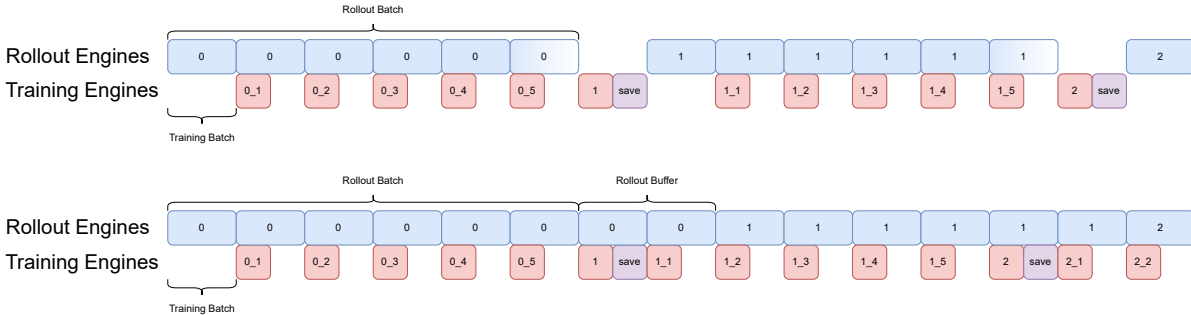 Rollout Batch
Rollout Engines 0 0 0 0 0 0 1 1 1 1 1 1 2
Training Engines 0_1 0_2 0_3 0_4 0_5 1 save 1_1 1_2 1_3 1_4 1_5 2 save
Training Batch
Rollout Batch Rollout Buffer
Rollout Engines 0 0 0 0 0 0 0 0 1 1 1 1 1 1 2
Training Engines 0_1 0_2 0_3 0_4 0_5 1 save 1_1 1_2 1_3 1_4 1_5 2 save 2_1 2_2
Training Batch